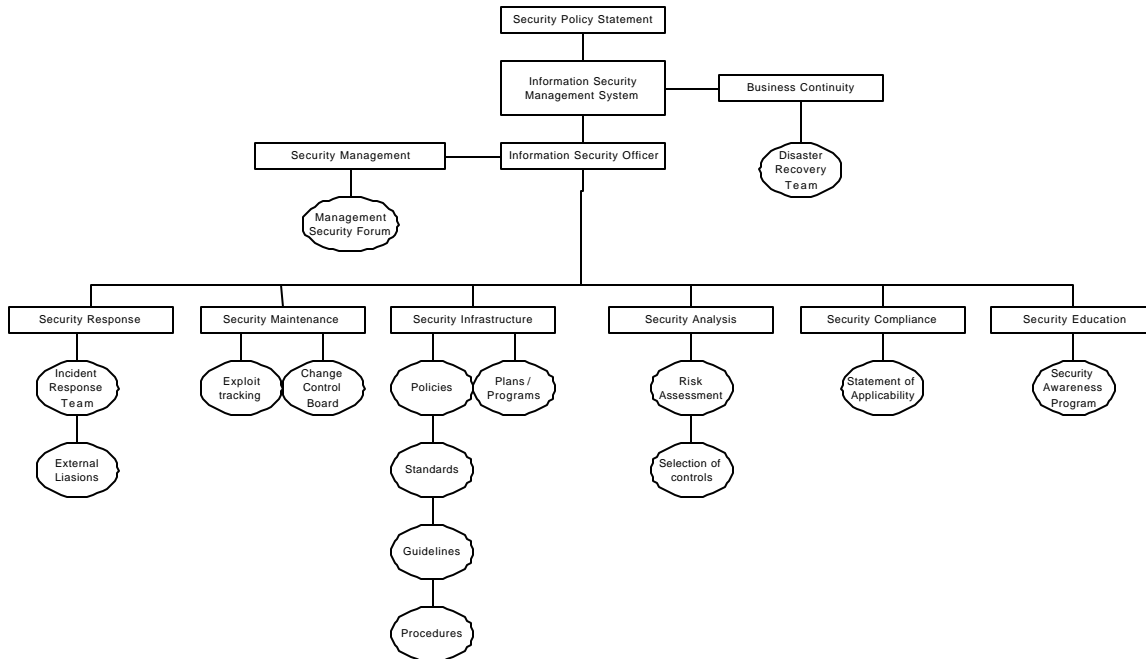 Security Policy Statement
Information Security
Management System
Business Continuity
Security Management
Information Security Officer
Disaster
Recovery
Team
Management
Security Forum
Security Response
Security Maintenance
Security Infrastructure
Security Analysis
Security Compliance
Security Education
Incident
Response
Team
Exploit
tracking
Change
Control
Board
Policies
Plans /
Programs
Risk
Assessment
Statement of
Applicability
Security
Awareness
Program
External
Liasions
Standards
Selection of
controls
Guidelines
Procedures